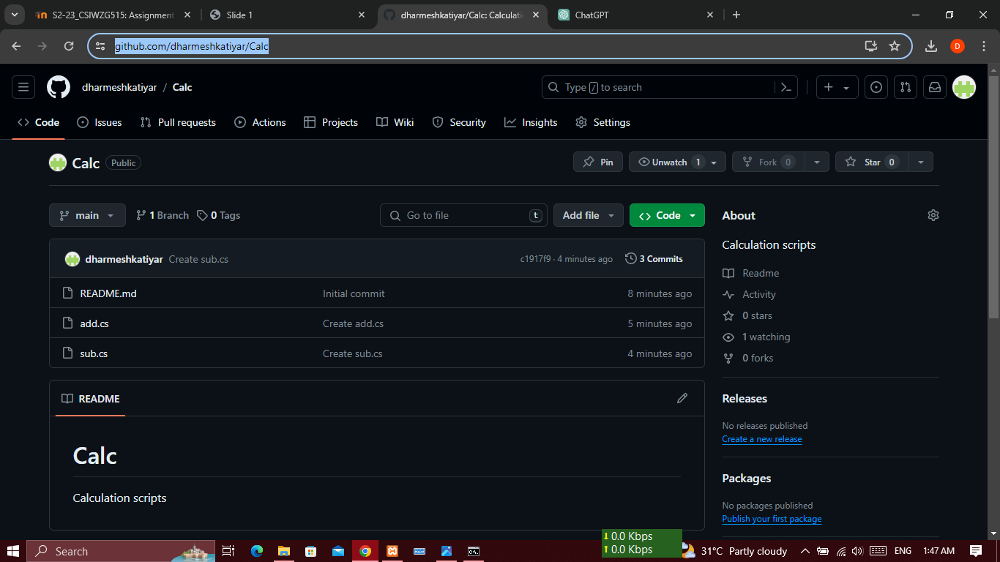 S2-23_CSIWZG515: Assignment
Slide 1
dharmeshkatiyar/Calc: Calculati
ChatGPT
github.com/dharmeshkatiyar/Calc
D
dharmeshkatiyar / Calc
Type / to search
Code
Issues
Pull requests
Actions
Projects
Wiki
Security
Insights
Settings
Calc
Public
Pin
Unwatch 1
Fork 0
Star 0
main
1 Branch
0 Tags
Go to file
t
Add file
<> Code
About
Calculation scripts
dharmeshkatiyar Create sub.cs
c1917f9 · 4 minutes ago
3 Commits
README.md Initial commit 8 minutes ago
add.cs Create add.cs 5 minutes ago
sub.cs Create sub.cs 4 minutes ago
Readme
Activity
0 stars
1 watching
0 forks
README
Calc
Calculation scripts
Releases
No releases published
Create a new release
Packages
No packages published
Publish your first package
↓ 0.0 Kbps
↑ 0.0 Kbps
Search
31°C Partly cloudy
ENG
1:47 AM